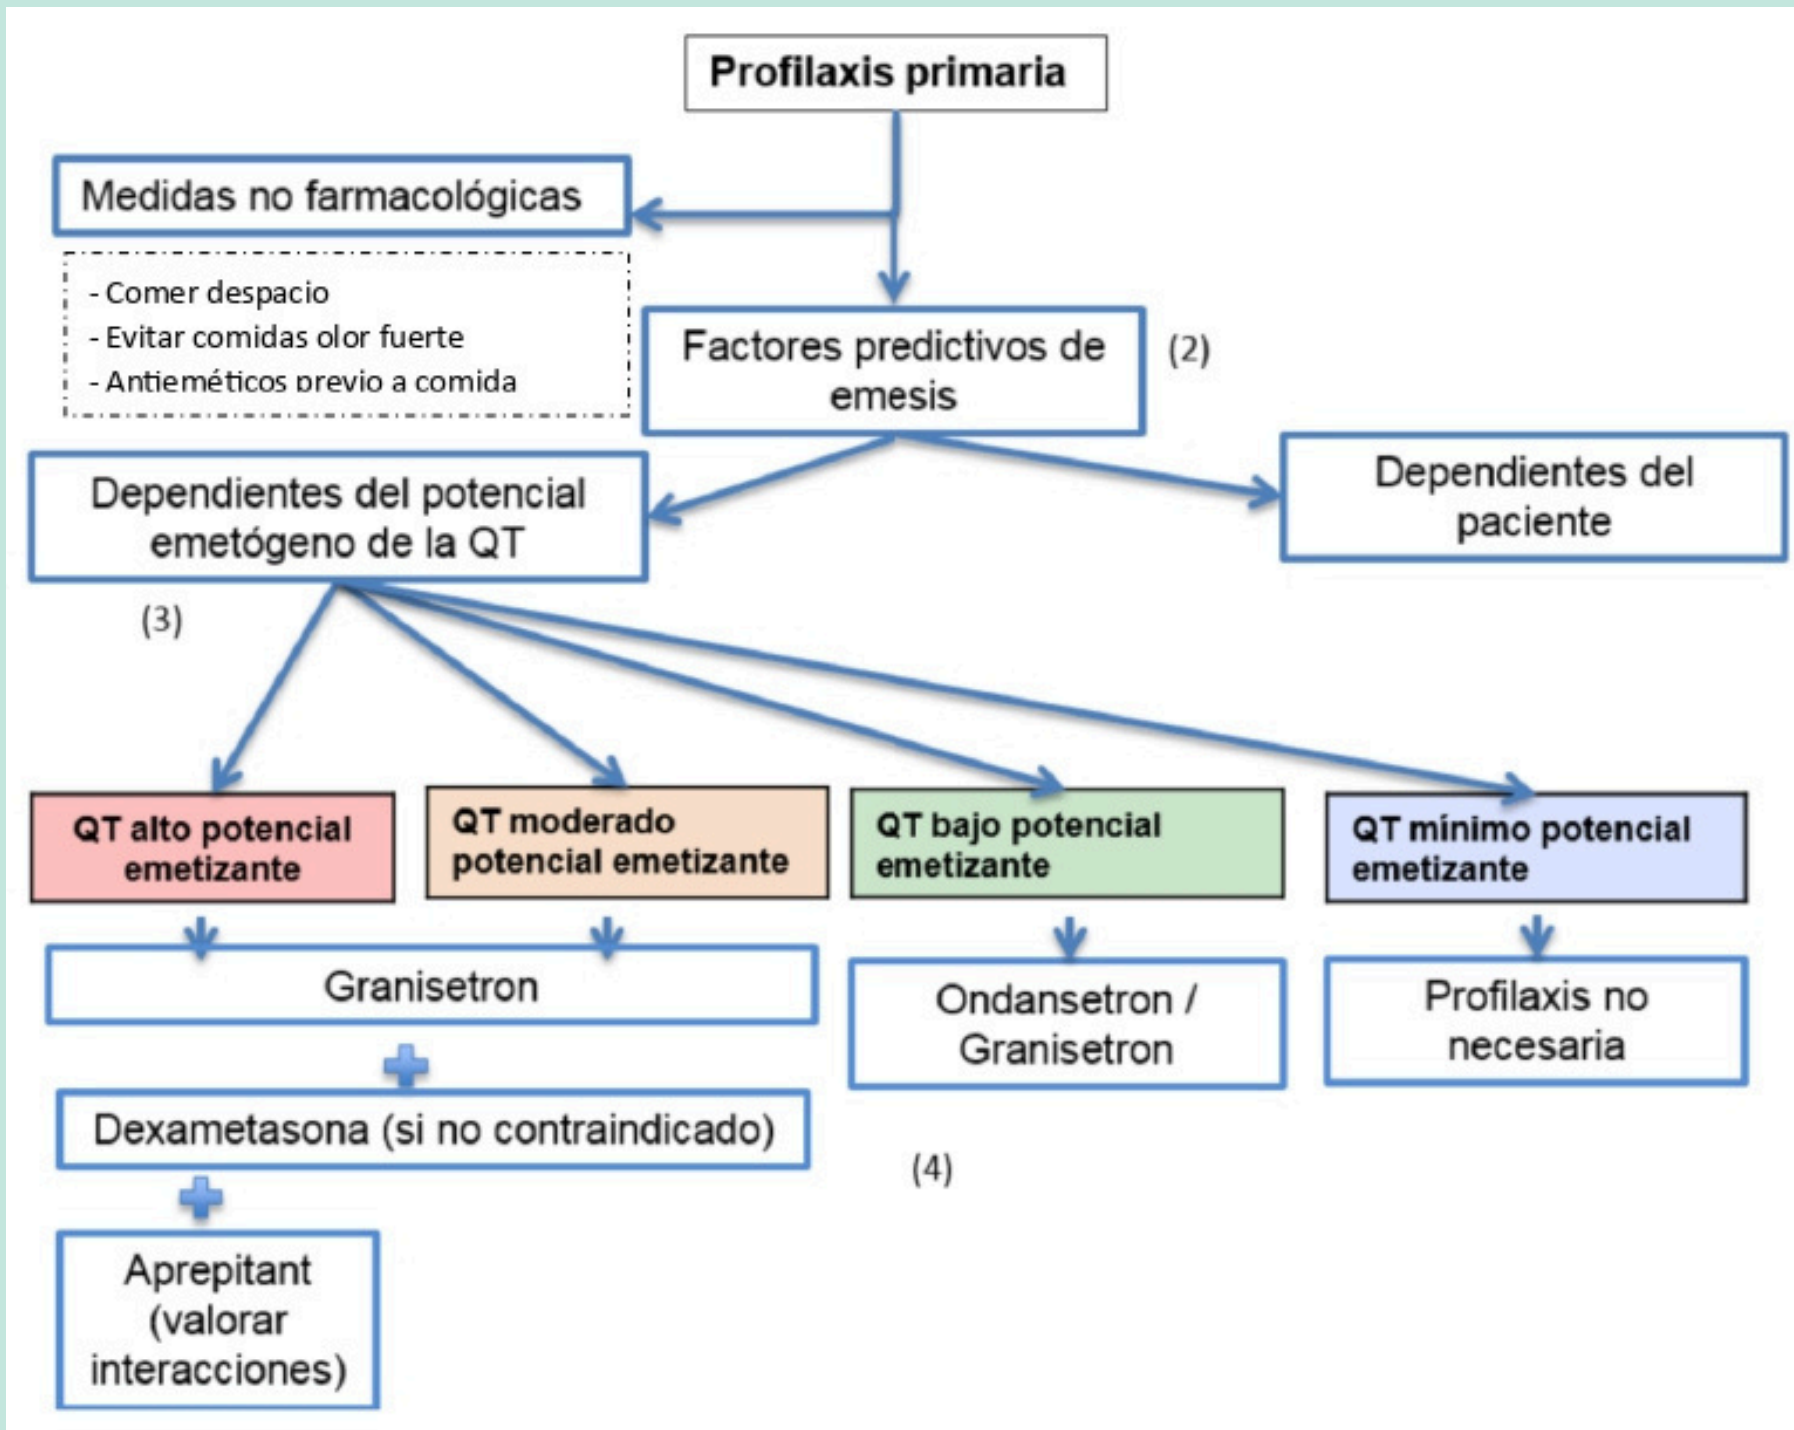 Profilaxis primaria
Medidas no farmacológicas
- Comer despacio
- Evitar comidas olor fuerte
- Antieméticos previo a comida
Factores predictivos de
emesis
(2)
Dependientes del potencial
emetógeno de la QT
(3)
Dependientes del
paciente
QT alto potencial
emetizante
QT moderado
potencial emetizante
QT bajo potencial
emetizante
QT mínimo potencial
emetizante
Granisetron
Ondansetron /
Granisetron
Profilaxis no
necesaria
Dexametasona (si no contraindicado)
(4)
Aprepitant
(valorar
interacciones)